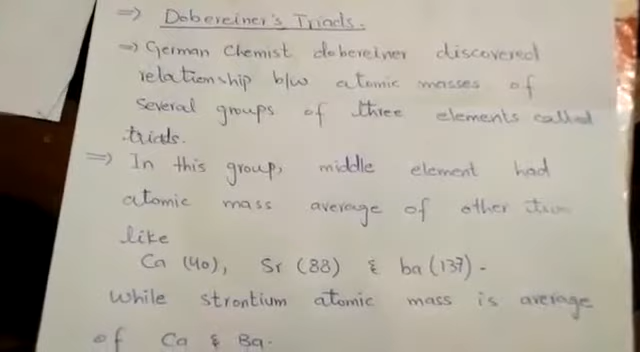 => Dobereiner's Triads.
=> German Chemist dobereiner discovered
relationship b/w atomic masses of
several groups of three elements called
triads.
=> In this group, middle element had
atomic mass average of other two
like
Ca (40), Sr (88) & ba (137) -
while strontium atomic mass is average
of Ca & Ba.